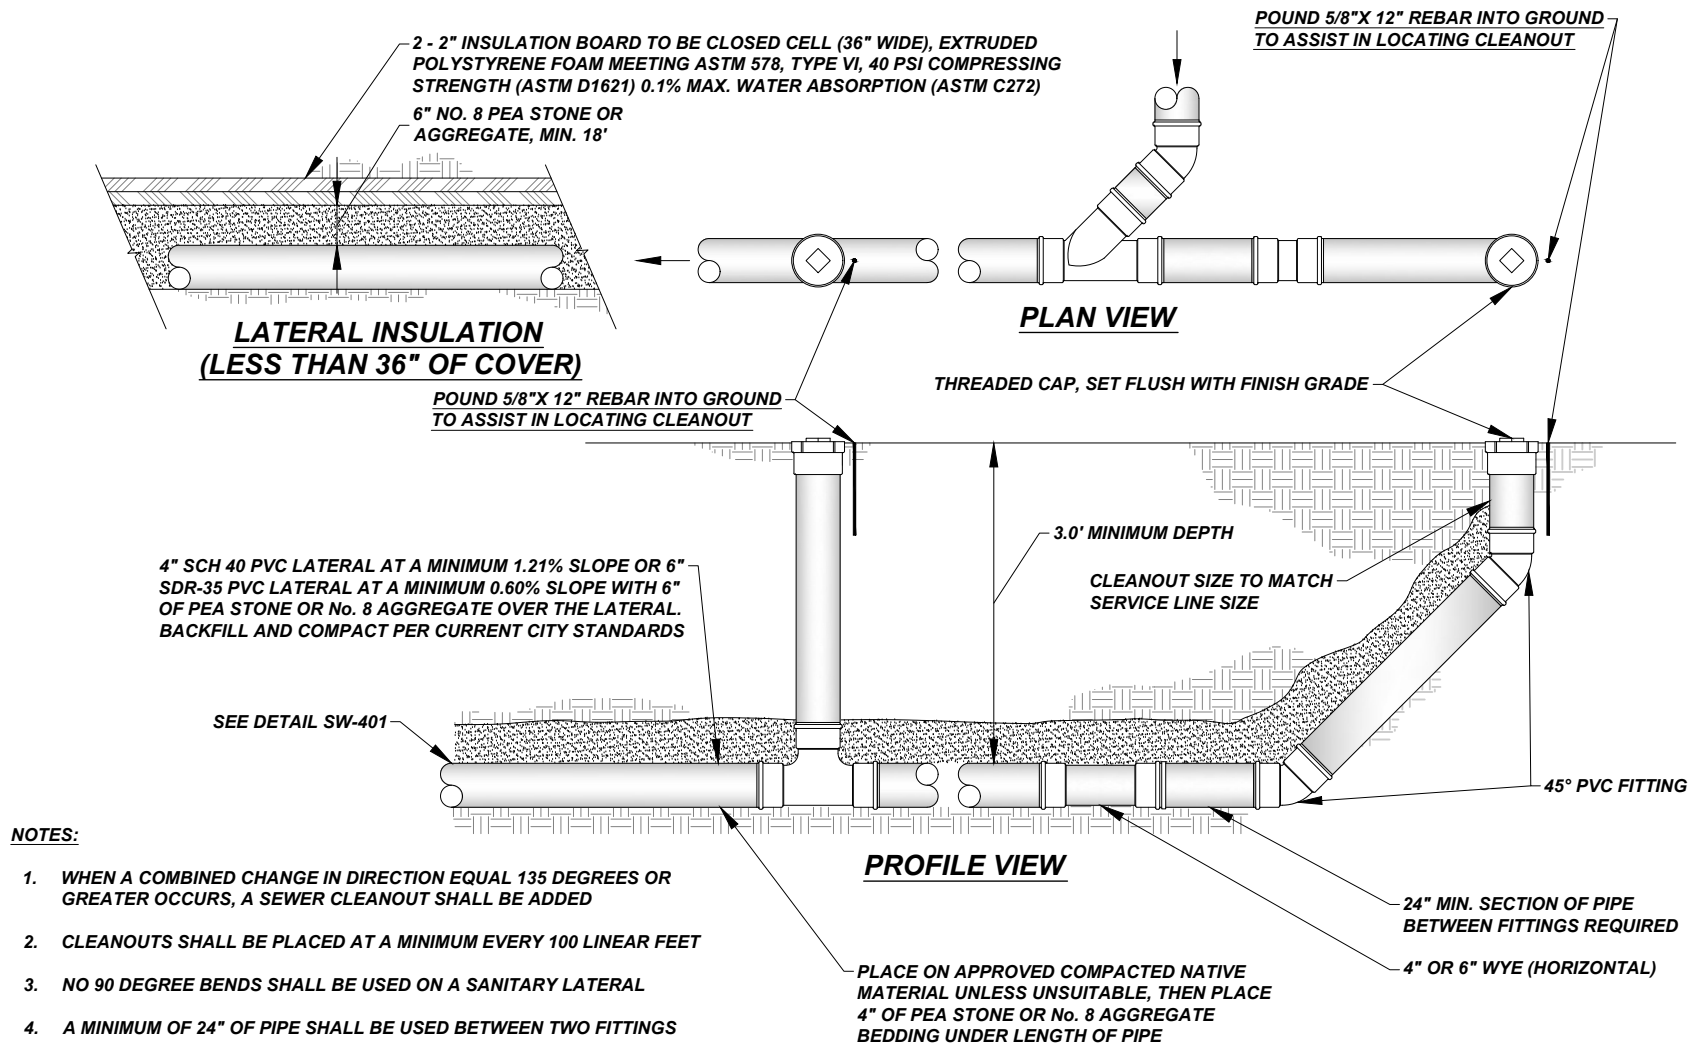 2 - 2" INSULATION BOARD TO BE CLOSED CELL (36" WIDE), EXTRUDED
POLYSTYRENE FOAM MEETING ASTM 578, TYPE VI, 40 PSI COMPRESSING
STRENGTH (ASTM D1621) 0.1% MAX. WATER ABSORPTION (ASTM C272)
6" NO. 8 PEA STONE OR
AGGREGATE, MIN. 18'
LATERAL INSULATION
(LESS THAN 36" OF COVER)
POUND 5/8"X 12" REBAR INTO GROUND
TO ASSIST IN LOCATING CLEANOUT
PLAN VIEW
THREADED CAP, SET FLUSH WITH FINISH GRADE
POUND 5/8"X 12" REBAR INTO GROUND
TO ASSIST IN LOCATING CLEANOUT
3.0' MINIMUM DEPTH
CLEANOUT SIZE TO MATCH
SERVICE LINE SIZE
4" SCH 40 PVC LATERAL AT A MINIMUM 1.21% SLOPE OR 6"
SDR-35 PVC LATERAL AT A MINIMUM 0.60% SLOPE WITH 6"
OF PEA STONE OR No. 8 AGGREGATE OVER THE LATERAL.
BACKFILL AND COMPACT PER CURRENT CITY STANDARDS
SEE DETAIL SW-401
45° PVC FITTING
PROFILE VIEW
24" MIN. SECTION OF PIPE
BETWEEN FITTINGS REQUIRED
4" OR 6" WYE (HORIZONTAL)
PLACE ON APPROVED COMPACTED NATIVE
MATERIAL UNLESS UNSUITABLE, THEN PLACE
4" OF PEA STONE OR No. 8 AGGREGATE
BEDDING UNDER LENGTH OF PIPE
NOTES:
1. WHEN A COMBINED CHANGE IN DIRECTION EQUAL 135 DEGREES OR
GREATER OCCURS, A SEWER CLEANOUT SHALL BE ADDED
2. CLEANOUTS SHALL BE PLACED AT A MINIMUM EVERY 100 LINEAR FEET
3. NO 90 DEGREE BENDS SHALL BE USED ON A SANITARY LATERAL
4. A MINIMUM OF 24" OF PIPE SHALL BE USED BETWEEN TWO FITTINGS